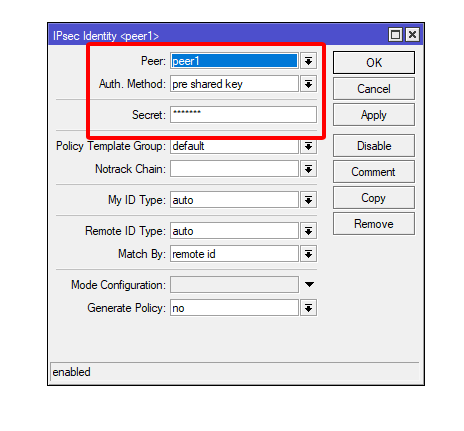 IPsec Identity <peer1>
Peer: peer1
OK
Auth. Method: pre shared key
Cancel
Secret: *******
Apply
Policy Template Group: default
Disable
Notrack Chain:
Comment
My ID Type: auto
Copy
Remote ID Type: auto
Remove
Match By: remote id
Mode Configuration:
Generate Policy: no
enabled